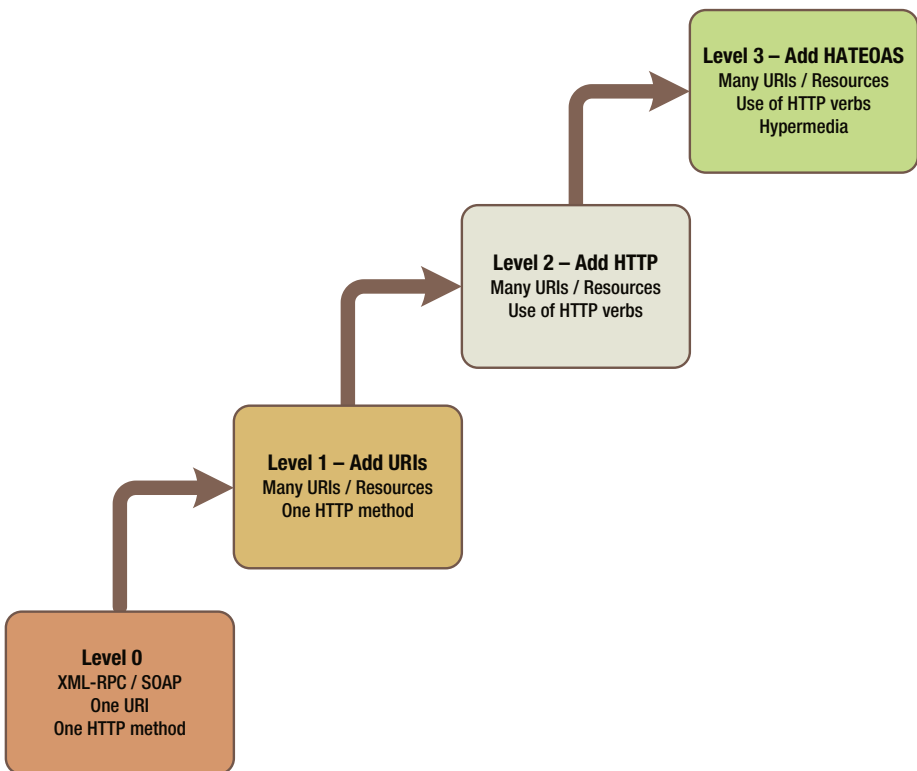 Level 3 – Add HATEOAS
Many URIs / Resources
Use of HTTP verbs
Hypermedia
Level 2 – Add HTTP
Many URIs / Resources
Use of HTTP verbs
Level 1 – Add URIs
Many URIs / Resources
One HTTP method
Level 0
XML-RPC / SOAP
One URI
One HTTP method